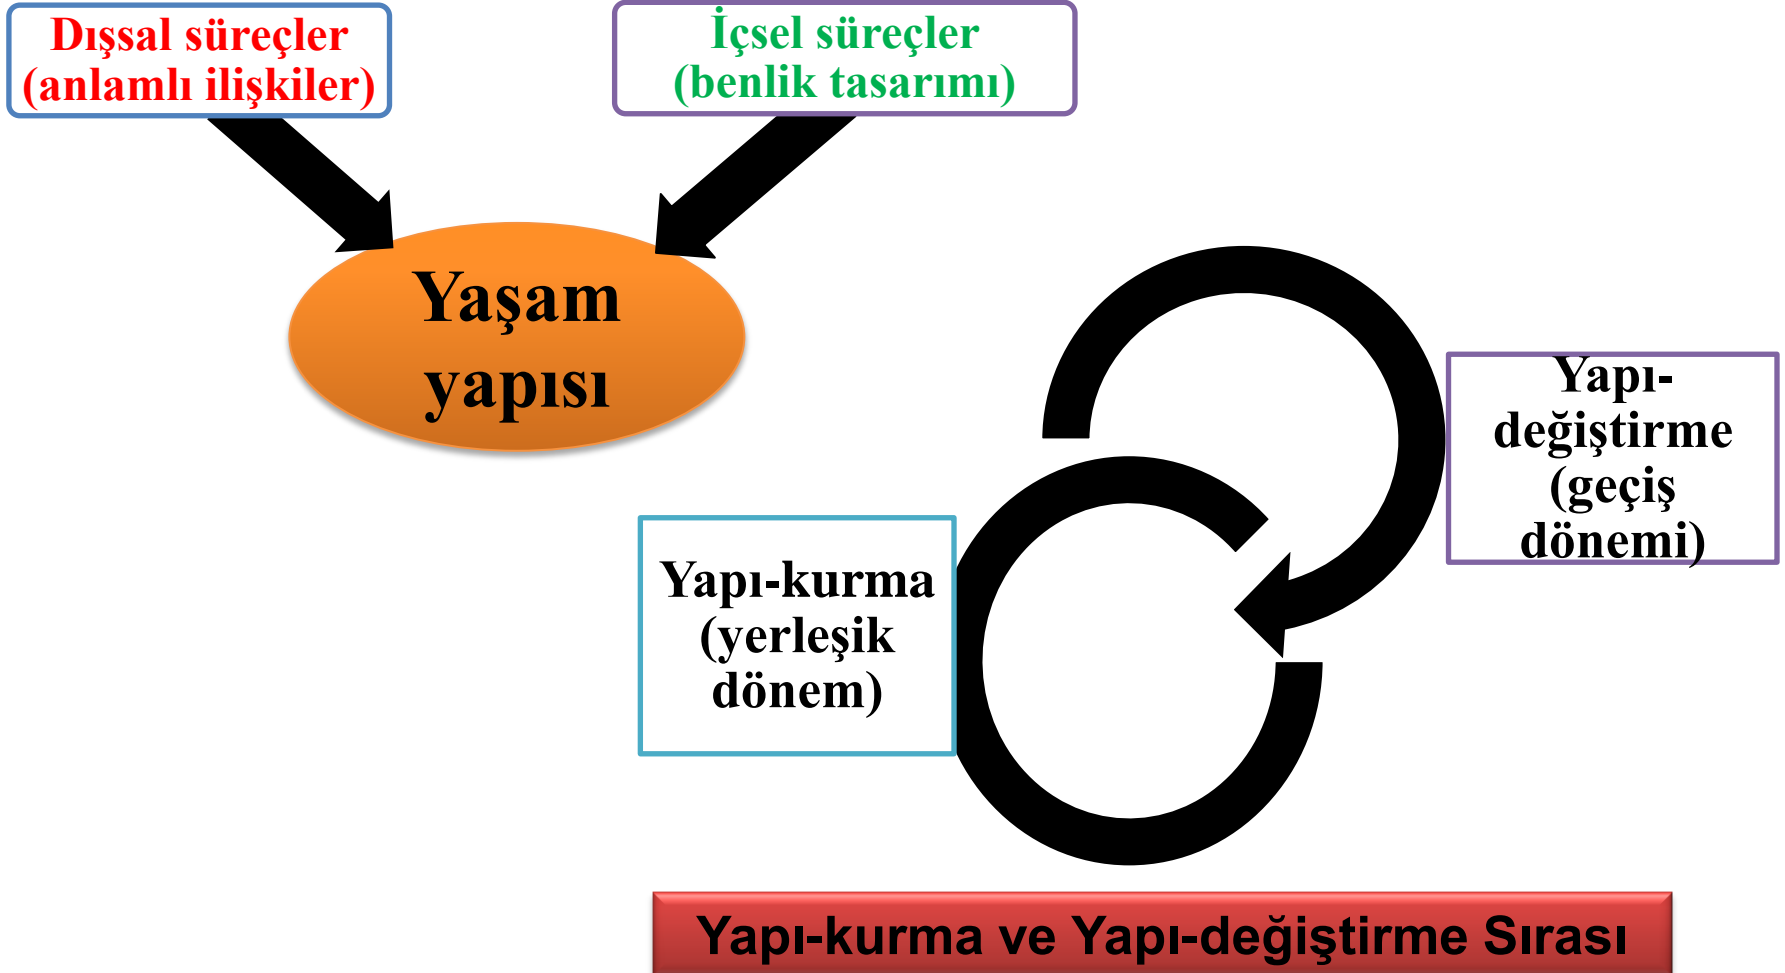 Dışsal süreçler
(anlamlı ilişkiler)
İçsel süreçler
(benlik tasarımı)
Yaşam
yapısı
Yapı-
değiştirme
(geçiş
dönemi)
Yapı-kurma
(yerleşik
dönem)
Yapı-kurma ve Yapı-değiştirme Sırası